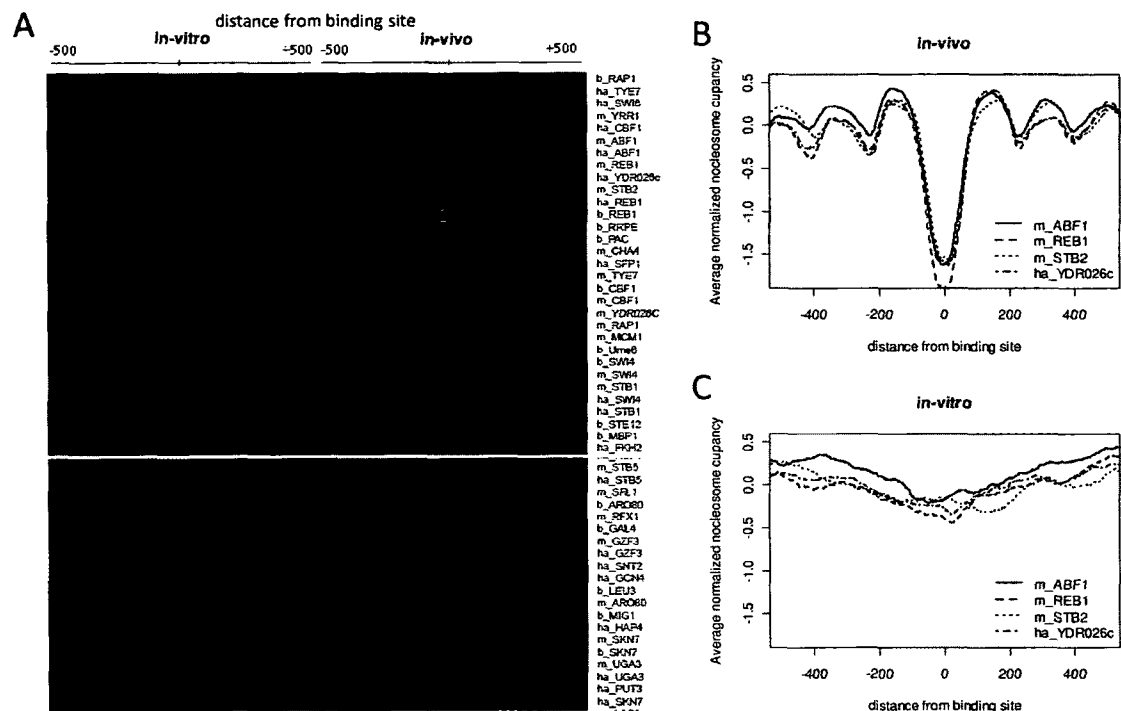 A
distance from binding site
in-vitro
in-vivo
-500
+500
-500
+500
b_RAP1
ha_TYE7
ha_SWI6
m_YRR1
ha_CBF1
m_ABF1
ha_ABF1
m_REB1
ha_YDR026c
m_STB2
ha_REB1
b_REB1
b_RRPE
b_PAC
m_CHA4
ha_SFP1
m_TYE7
b_CBF1
m_CBF1
m_YDR026C
m_RAP1
m_MCM1
b_Ume6
b_SWI4
m_SWI4
m_STB1
ha_SWI4
ha_STB1
b_STE12
b_MBP1
ha_FKH2
m_STB5
ha_STB5
m_SFL1
b_ARO80
m_RFX1
b_GAL4
m_GZF3
ha_GZF3
ha_SNT2
ha_GCN4
b_LEU3
m_ARO80
b_MIG1
ha_HAP4
m_SKN7
b_SKN7
m_UGA3
ha_UGA3
ha_PUT3
ha_SKN7
B
in-vivo
Average normalized nocleosome cupancy
0.5
0.0
-0.5
-1.0
-1.5
m_ABF1
m_REB1
m_STB2
ha_YDR026c
-400
-200
0
200
400
distance from binding site
C
in-vitro
Average normalized nocleosome cupancy
0.5
0.0
-0.5
-1.0
-1.5
m_ABF1
m_REB1
m_STB2
ha_YDR026c
-400
-200
0
200
400
distance from binding site